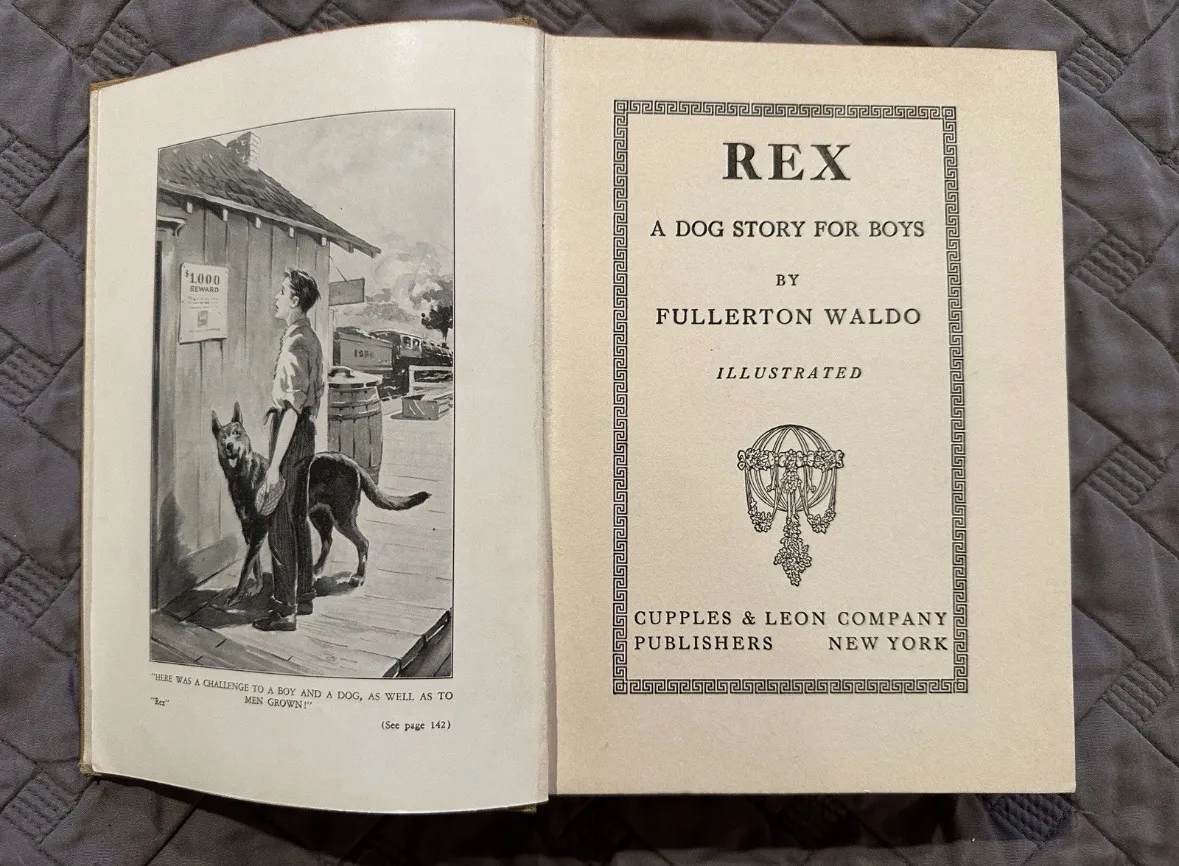 $1.000
REWARD
"HERE WAS A CHALLENGE TO A BOY AND A DOG, AS WELL AS TO
MEN GROWN!"
"Rex"
(See page 142)
REX
A DOG STORY FOR BOYS
BY
FULLERTON WALDO
ILLUSTRATED
CUPPLES & LEON COMPANY
PUBLISHERS NEW YORK